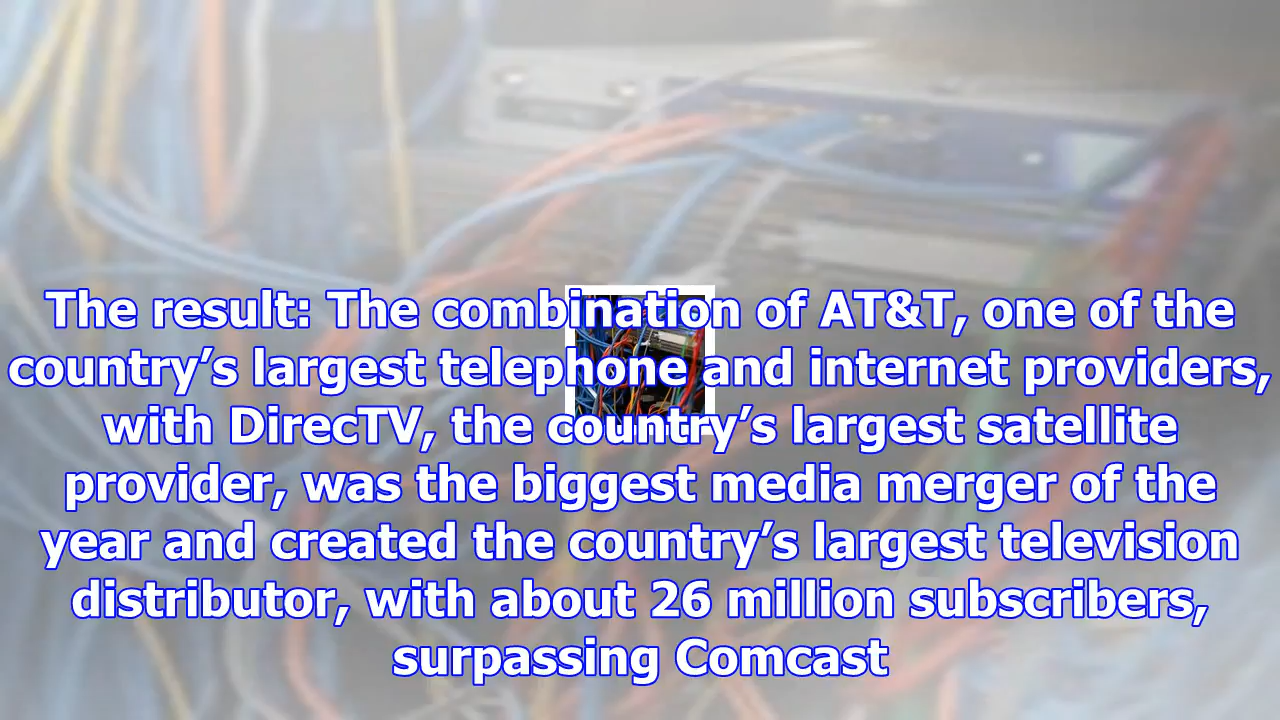 The result: The combination of AT&T, one of the
country’s largest telephone and internet providers,
with DirecTV, the country’s largest satellite
provider, was the biggest media merger of the
year and created the country’s largest television
distributor, with about 26 million subscribers,
surpassing Comcast